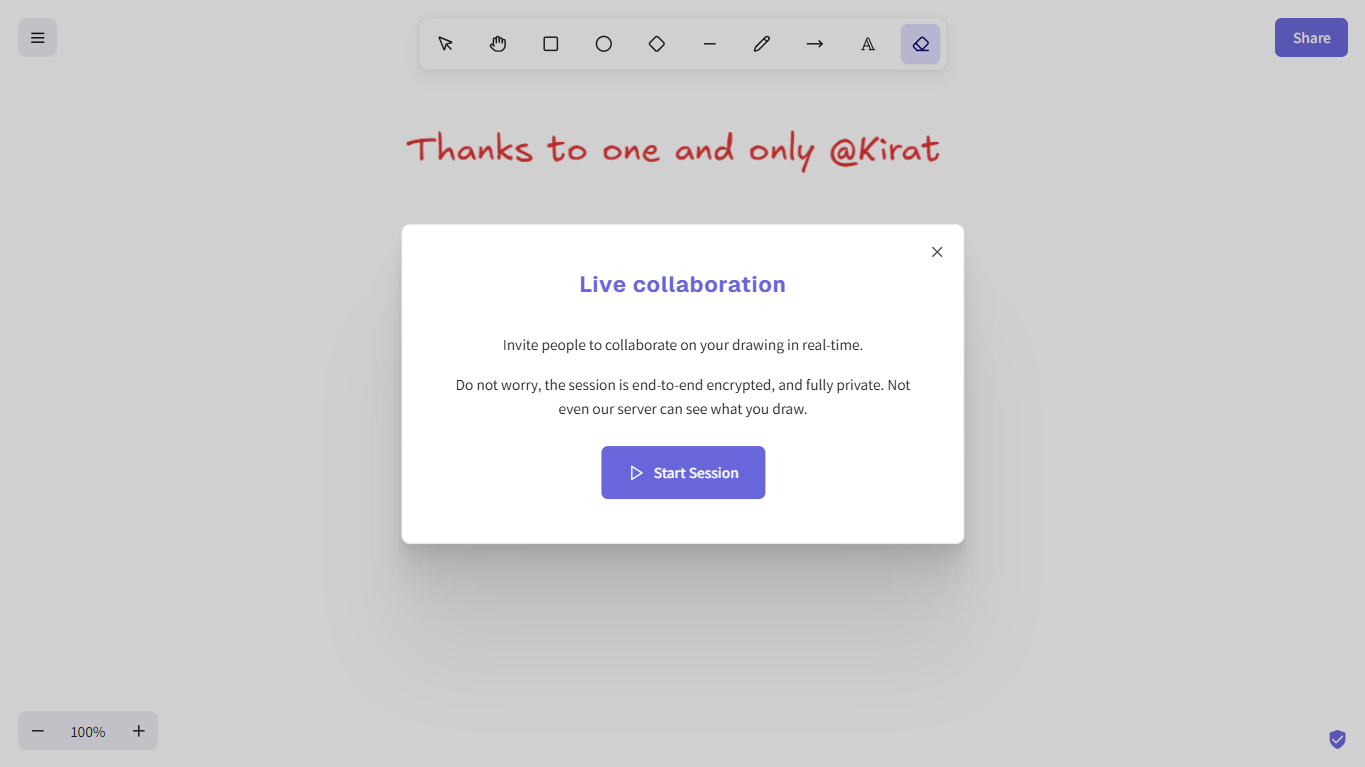 Share
Thanks to one and only @Kirat
Live collaboration
Invite people to collaborate on your drawing in real-time.
Do not worry, the session is end-to-end encrypted, and fully private. Not
even our server can see what you draw.
Start Session
100%